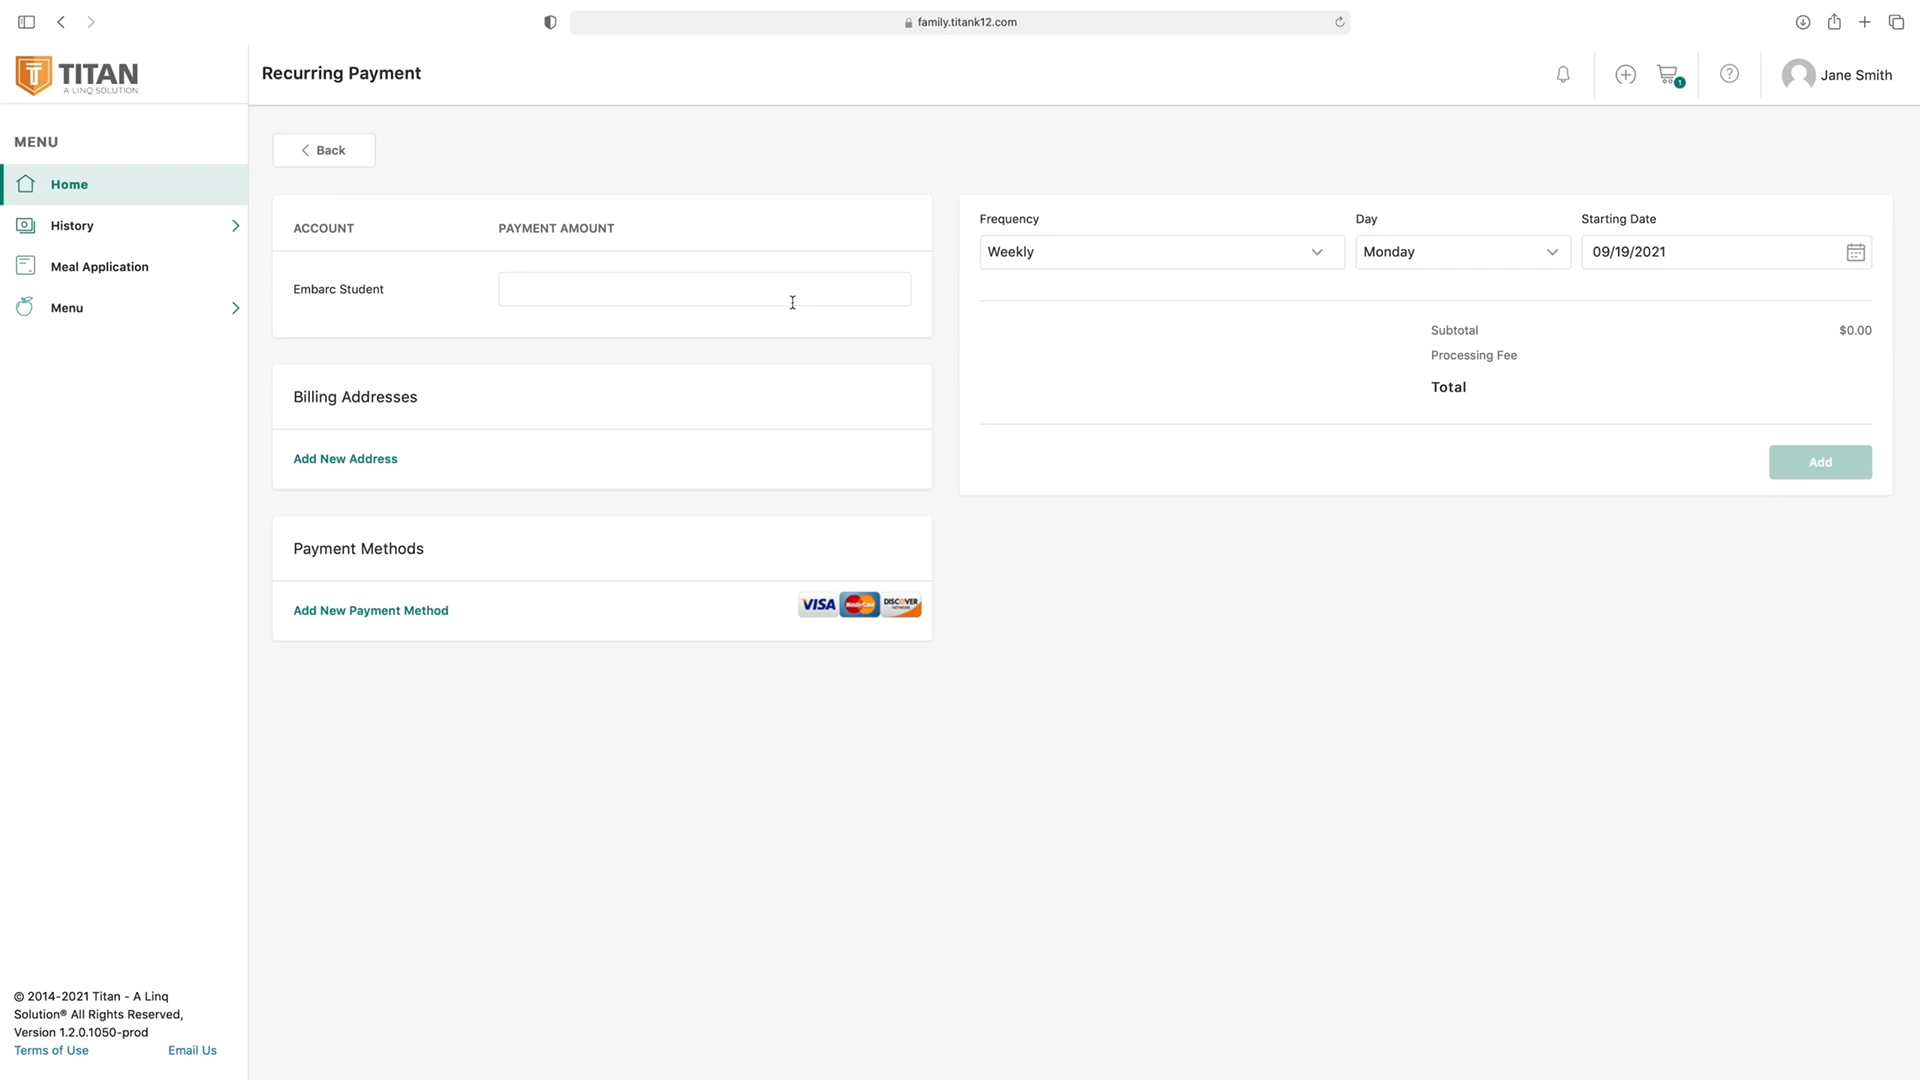 family.titank12.com
TITAN
A LINQ SOLUTION
Recurring Payment
1
Jane Smith
MENU
Home
History
Meal Application
Menu
Back
ACCOUNT PAYMENT AMOUNT
Embarc Student
Billing Addresses
Add New Address
Payment Methods
Add New Payment Method
VISA MasterCard DISCOVER NETWORK
Frequency Day Starting Date
Weekly Monday 09/19/2021
Subtotal $0.00
Processing Fee
Total
Add
© 2014-2021 Titan - A Linq
Solution® All Rights Reserved,
Version 1.2.0.1050-prod
Terms of Use Email Us